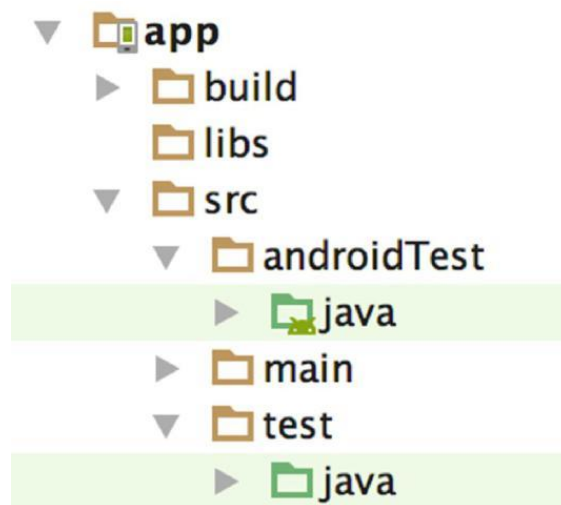 app
build
libs
src
androidTest
java
main
test
java